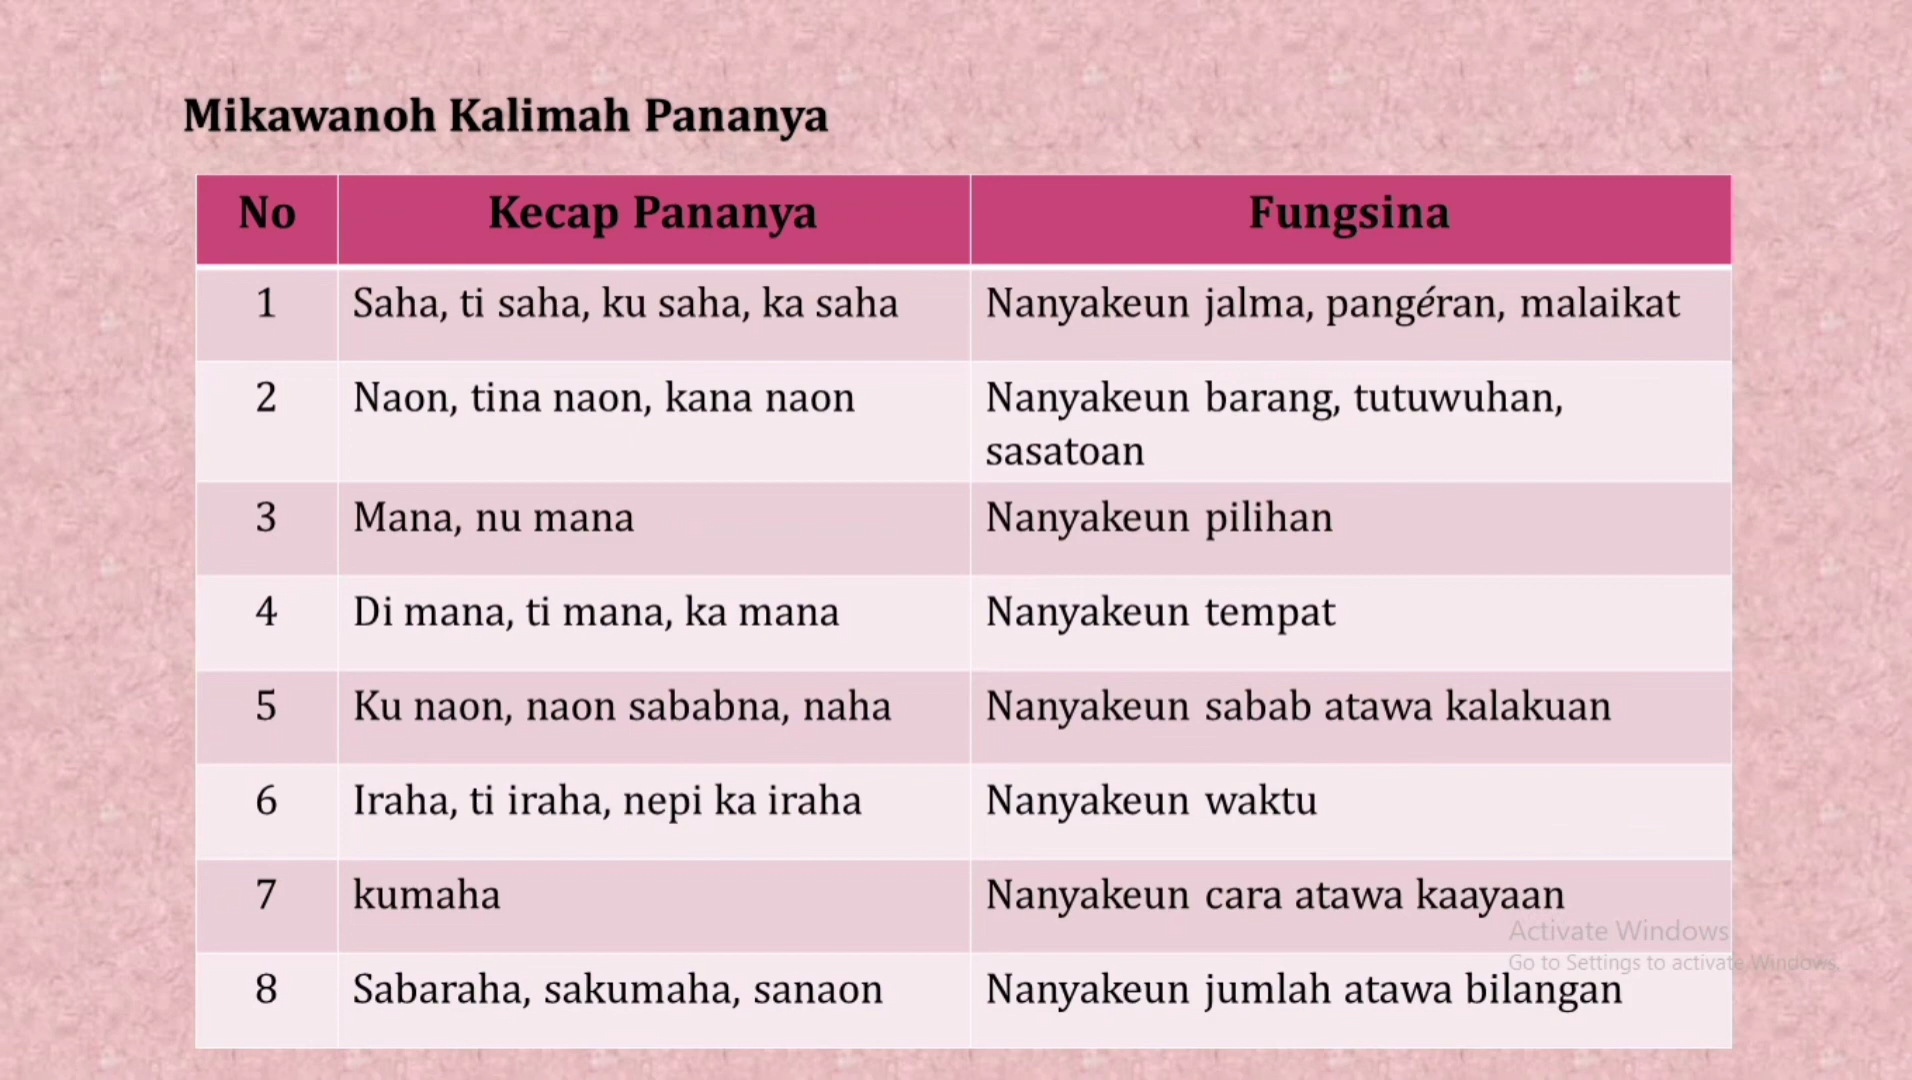 Mikawanoh Kalimah Pananya
No Kecap Pananya Fungsina
1 Saha, ti saha, ku saha, ka saha Nanyakeun jalma, pangéran, malaikat
2 Naon, tina naon, kana naon Nanyakeun barang, tutuwuhan,
sasatoan
3 Mana, nu mana Nanyakeun pilihan
4 Di mana, ti mana, ka mana Nanyakeun tempat
5 Ku naon, naon sababna, naha Nanyakeun sabab atawa kalakuan
6 Iraha, ti iraha, nepi ka iraha Nanyakeun waktu
7 kumaha Nanyakeun cara atawa kaayaan
Activate Windows
Go to Settings to activate Windows.
8 Sabaraha, sakumaha, sanaon Nanyakeun jumlah atawa bilangan